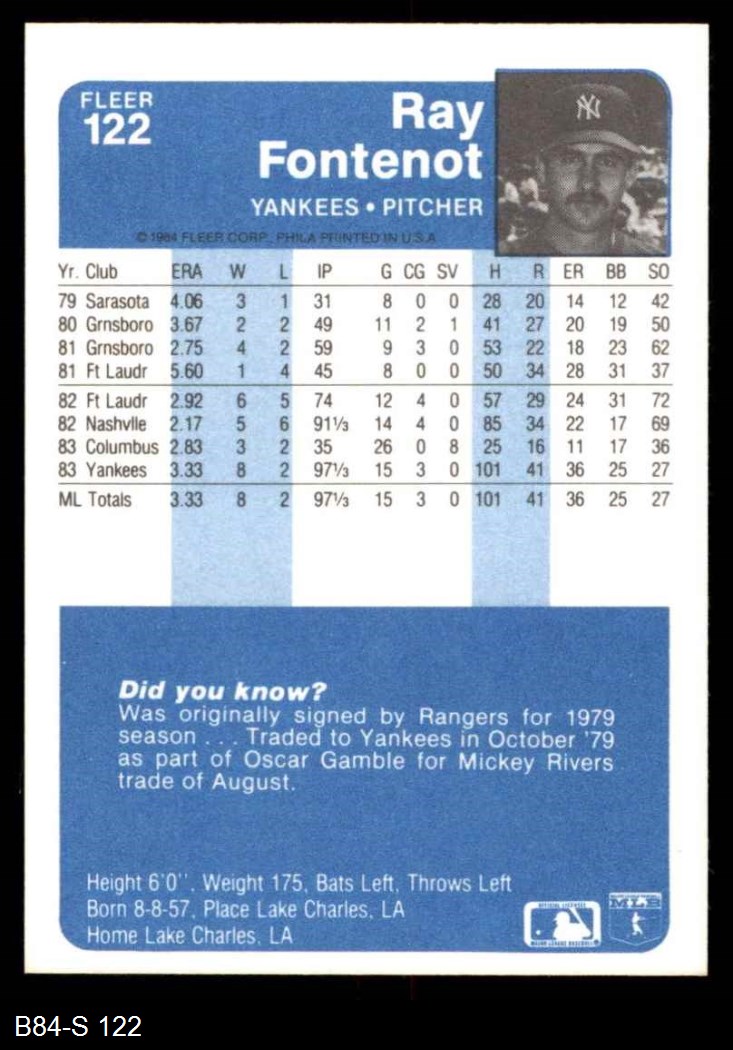 FLEER
122
Ray
Fontenot
YANKEES • PITCHER
© 1984 FLEER CORP., PHILA PRINTED IN U.S.A.
NY
Yr. Club ERA W L IP G CG SV H R ER BB SO
79 Sarasota 4.06 3 1 31 8 0 0 28 20 14 12 42
80 Grnsboro 3.67 2 2 49 11 2 1 41 27 20 19 50
81 Grnsboro 2.75 4 2 59 9 3 0 53 22 18 23 62
81 Ft Laudr 5.60 1 4 45 8 0 0 50 34 28 31 37
82 Ft Laudr 2.92 6 5 74 12 4 0 57 29 24 31 72
82 Nashvlle 2.17 5 6 91⅓ 14 4 0 85 34 22 17 69
83 Columbus 2.83 3 2 35 26 0 8 25 16 11 17 36
83 Yankees 3.33 8 2 97⅓ 15 3 0 101 41 36 25 27
ML Totals 3.33 8 2 97⅓ 15 3 0 101 41 36 25 27
Did you know?
Was originally signed by Rangers for 1979
season . . . Traded to Yankees in October '79
as part of Oscar Gamble for Mickey Rivers
trade of August.
Height 6'0'', Weight 175, Bats Left, Throws Left
Born 8-8-57, Place Lake Charles, LA
Home Lake Charles, LA
MAJOR LEAGUE BASEBALL
B84-S 122